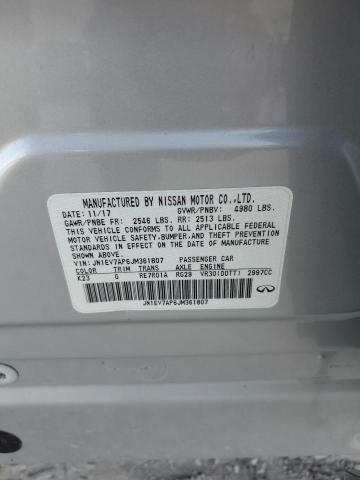 MANUFACTURED BY NISSAN MOTOR CO.,LTD.
DATE: 11/17 GVWR/PNBV: 4980 LBS.
GAWR/PNBE FR: 2546 LBS. RR: 2513 LBS.
THIS VEHICLE CONFORMS TO ALL APPLICABLE FEDERAL
MOTOR VEHICLE SAFETY,BUMPER,AND THEFT PREVENTION
STANDARDS IN EFFECT ON THE DATE OF MANUFACTURE
SHOWN ABOVE.
VIN: JN1EV7AP6JM361807 PASSENGER CAR
COLOR TRIM TRANS AXLE ENGINE
K23 G RE7R01A RG28 VR30(DDTT) 2997CC
JN1EV7AP6JM361807